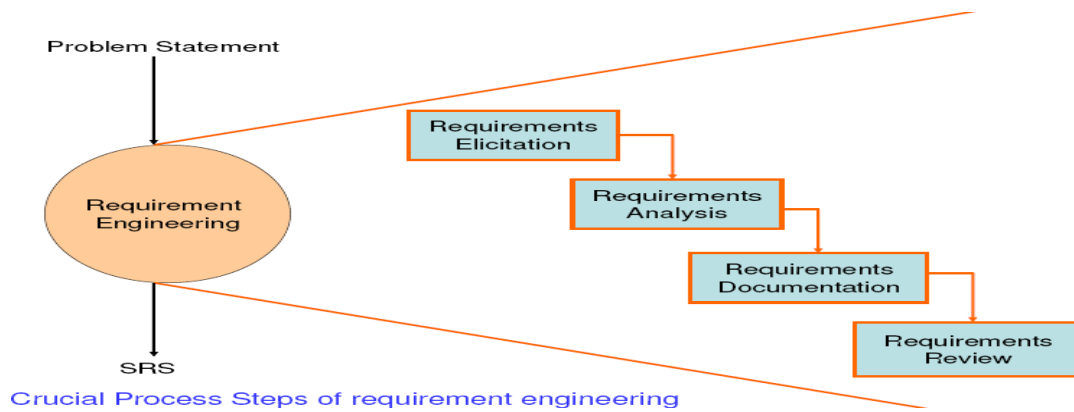 Problem Statement
Requirement
Engineering
SRS
Requirements
Elicitation
Requirements
Analysis
Requirements
Documentation
Requirements
Review
Crucial Process Steps of requirement engineering